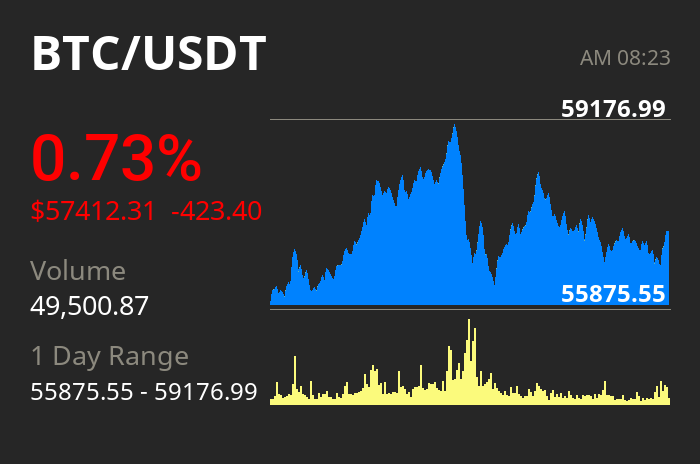 BTC/USDT
AM 08:23
59176.99
0.73%
$57412.31 -423.40
Volume
49,500.87
55875.55
1 Day Range
55875.55 - 59176.99